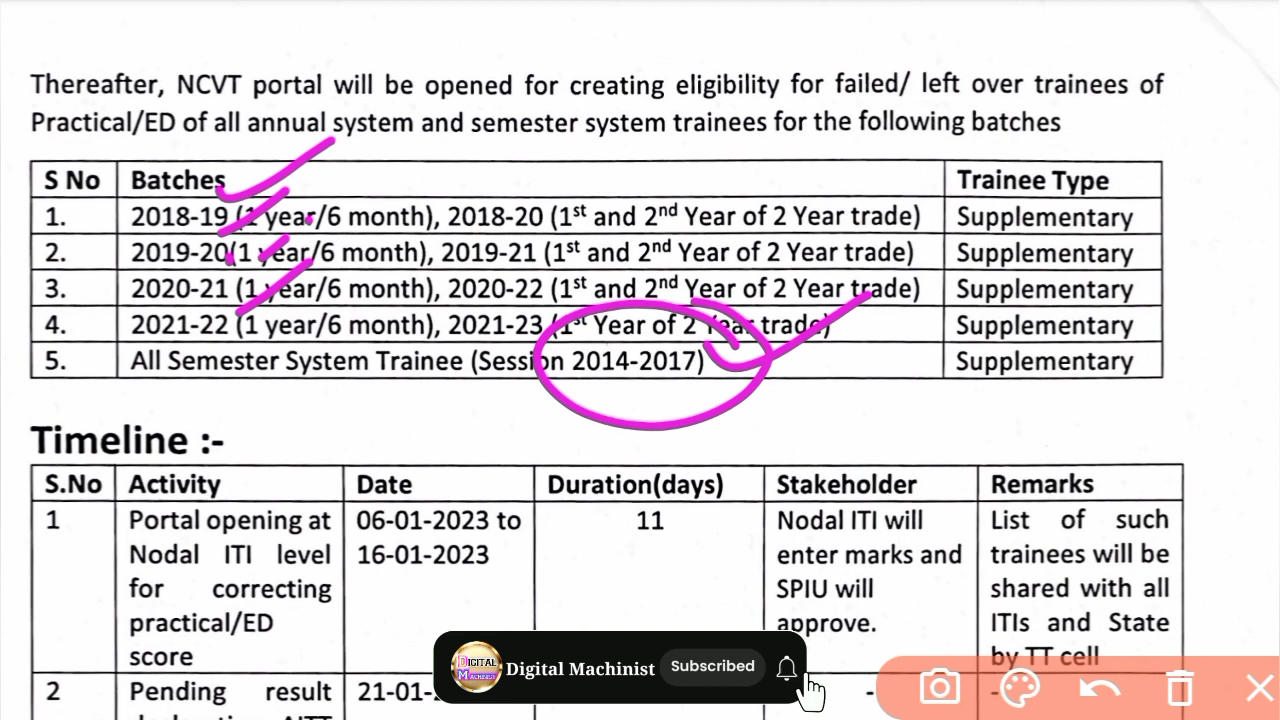 Thereafter, NCVT portal will be opened for creating eligibility for failed/ left over trainees of
Practical/ED of all annual system and semester system trainees for the following batches
S No Batches Trainee Type
1. 2018-19 (1 year/6 month), 2018-20 (1st and 2nd Year of 2 Year trade) Supplementary
2. 2019-20(1 year/6 month), 2019-21 (1st and 2nd Year of 2 Year trade) Supplementary
3. 2020-21 (1 year/6 month), 2020-22 (1st and 2nd Year of 2 Year trade) Supplementary
4. 2021-22 (1 year/6 month), 2021-23 (1st Year of 2 Year trade) Supplementary
5. All Semester System Trainee (Session 2014-2017) Supplementary
Timeline :-
S.No Activity Date Duration(days) Stakeholder Remarks
1 Portal opening at 06-01-2023 to 11 Nodal ITI will List of such
Nodal ITI level 16-01-2023 enter marks and trainees will be
for correcting SPIU will shared with all
practical/ED approve. ITIs and State
score by TT cell
2 Pending result 21-01- - -
DIGITAL
MACHINIST
Digital Machinist Subscribed